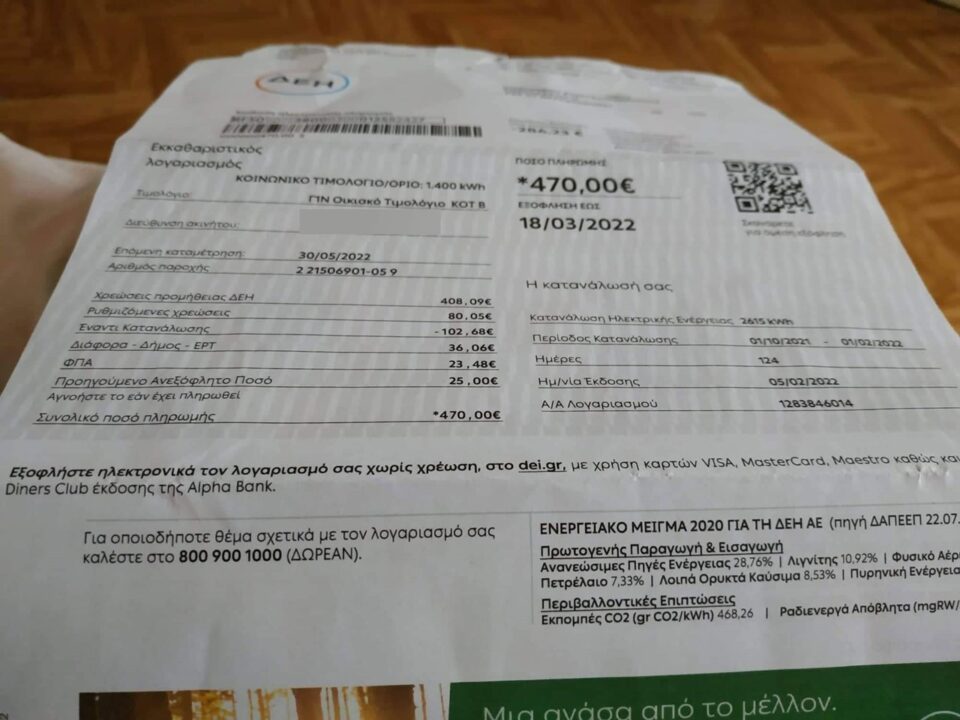 ΔΕΗ
286,23 €
Εκκαθαριστικός
λογαριασμός
ΚΟΙΝΩΝΙΚΟ ΤΙΜΟΛΟΓΙΟ/ΟΡΙΟ: 1.400 kWh
Τιμολόγιο: Γ1Ν Οικιακό Τιμολόγιο ΚΟΤ Β
Διεύθυνση ακινήτου:
Επόμενη καταμέτρηση: 30/05/2022
Αριθμός παροχής 2 21506901-05 9
Χρεώσεις προμήθειας ΔΕΗ 408,09€
Ρυθμιζόμενες χρεώσεις 80,05€
Έναντι Κατανάλωσης -102,68€
Διάφορα - Δήμος - ΕΡΤ 36,06€
ΦΠΑ 23,48€
Προηγούμενο Ανεξόφλητο Ποσό 25,00€
Αγνοήστε το εάν έχει πληρωθεί
Συνολικό ποσό πληρωμής *470,00€
ΠΟΣΟ ΠΛΗΡΩΜΗΣ
*470,00€
ΕΞΟΦΛΗΣΗ ΕΩΣ
18/03/2022
Σκανάρετε
για άμεση εξόφληση
Η κατανάλωσή σας
Κατανάλωση Ηλεκτρικής Ενέργειας 2615 kWh
Περίοδος Κατανάλωσης 01/10/2021 - 01/02/2022
Ημέρες 124
Ημ/νία Έκδοσης 05/02/2022
Α/Α Λογαριασμού 1283846014
Εξοφλήστε ηλεκτρονικά τον λογαριασμό σας χωρίς χρέωση, στο dei.gr, με χρήση καρτών VISA, MasterCard, Maestro καθώς και
Diners Club έκδοσης της Alpha Bank.
Για οποιοδήποτε θέμα σχετικά με τον λογαριασμό σας
καλέστε στο 800 900 1000 (ΔΩΡΕΑΝ).
ΕΝΕΡΓΕΙΑΚΟ ΜΕΙΓΜΑ 2020 ΓΙΑ ΤΗ ΔΕΗ ΑΕ (πηγή ΔΑΠΕΕΠ 22.07.
Πρωτογενής Παραγωγή & Εισαγωγή
Ανανεώσιμες Πηγές Ενέργειας 28,76% | Λιγνίτης 10,92% | Φυσικό Αέρ
Πετρέλαιο 7,33% | Λοιπά Ορυκτά Καύσιμα 8,53% | Πυρηνική Ενέργεια
Περιβαλλοντικές Επιπτώσεις
Εκπομπές CO2 (gr CO2/kWh) 468,26 | Ραδιενεργά Απόβλητα (mgRW/
Μια ανάσα από το μέλλον.